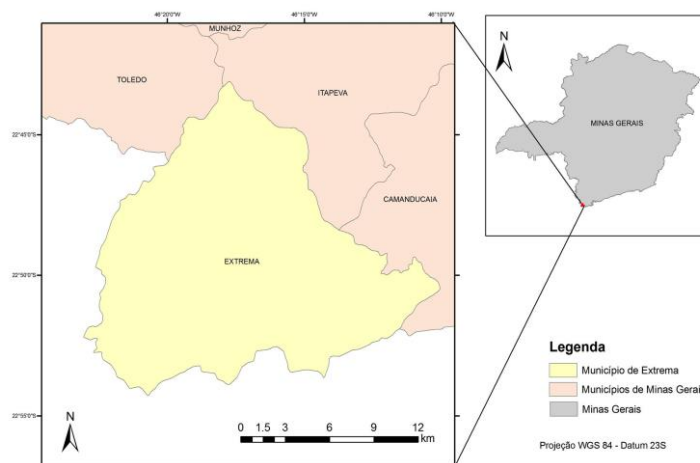 46°20'0"W
46°15'0"W
46°10'0"W
MUNHOZ
TOLEDO
ITAPEVA
22°45'0"S
CAMANDUCAIA
EXTREMA
22°50'0"S
22°55'0"S
N
0 1.5 3 6 9 12
km
N
MINAS GERAIS
Legenda
Município de Extrema
Municípios de Minas Gerai
Minas Gerais
Projeção WGS 84 - Datum 23S